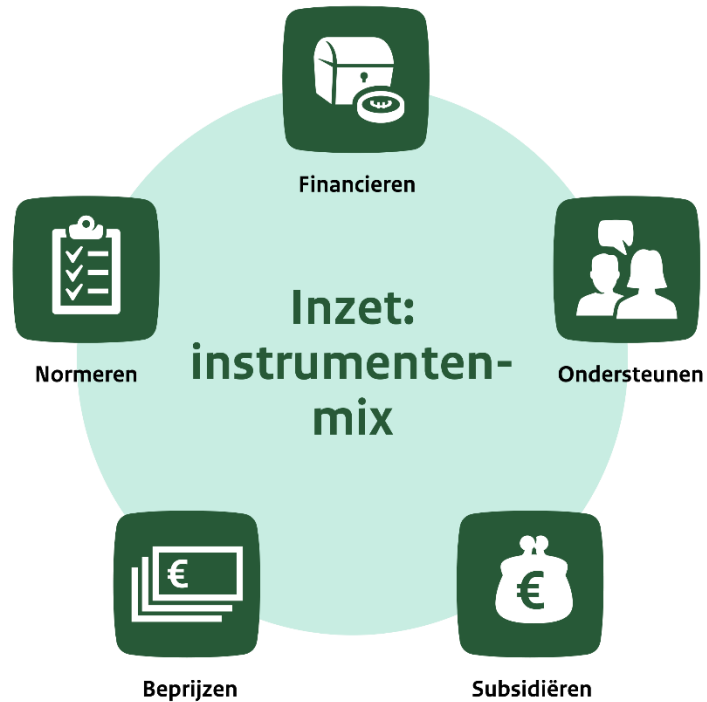 Financieren
Normeren
Ondersteunen
Inzet:
instrumenten-
mix
€
Beprijzen
€
Subsidiëren